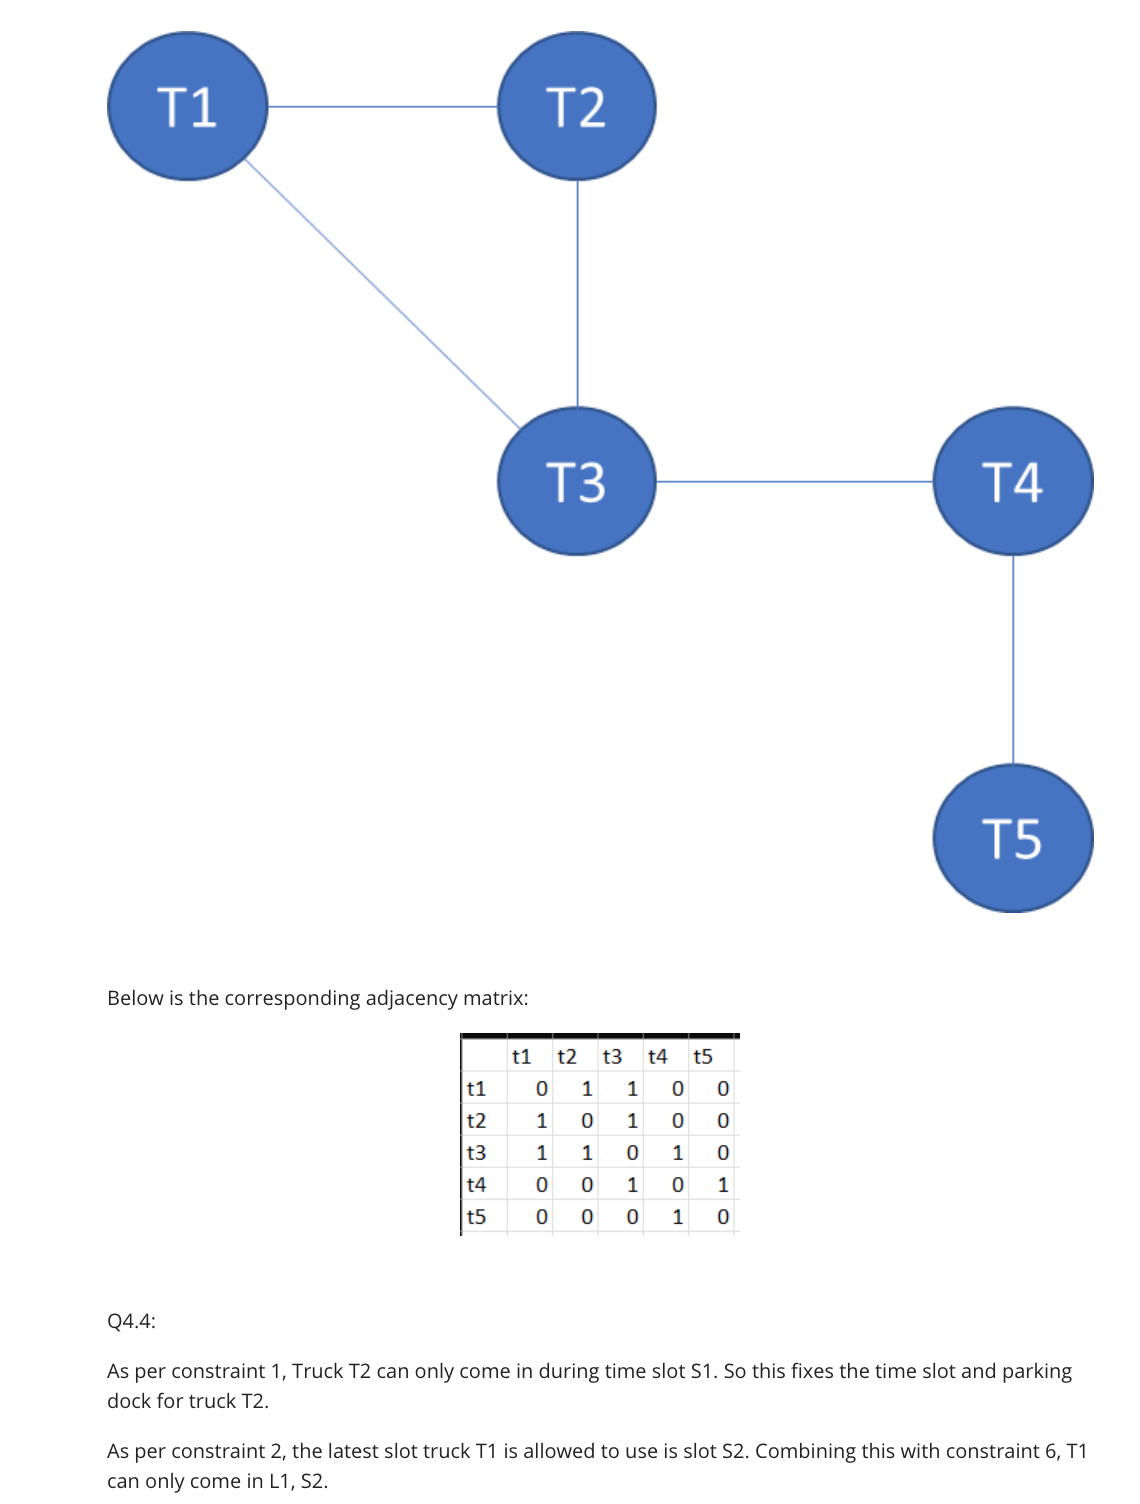 T1 T2
T3 T4
T5
Below is the corresponding adjacency matrix:
t1 t2 t3 t4 t5
t1 0 1 1 0 0
t2 1 0 1 0 0
t3 1 1 0 1 0
t4 0 0 1 0 1
t5 0 0 0 1 0
Q4.4:
As per constraint 1, Truck T2 can only come in during time slot S1. So this fixes the time slot and parking
dock for truck T2.
As per constraint 2, the latest slot truck T1 is allowed to use is slot S2. Combining this with constraint 6, T1
can only come in L1, S2.